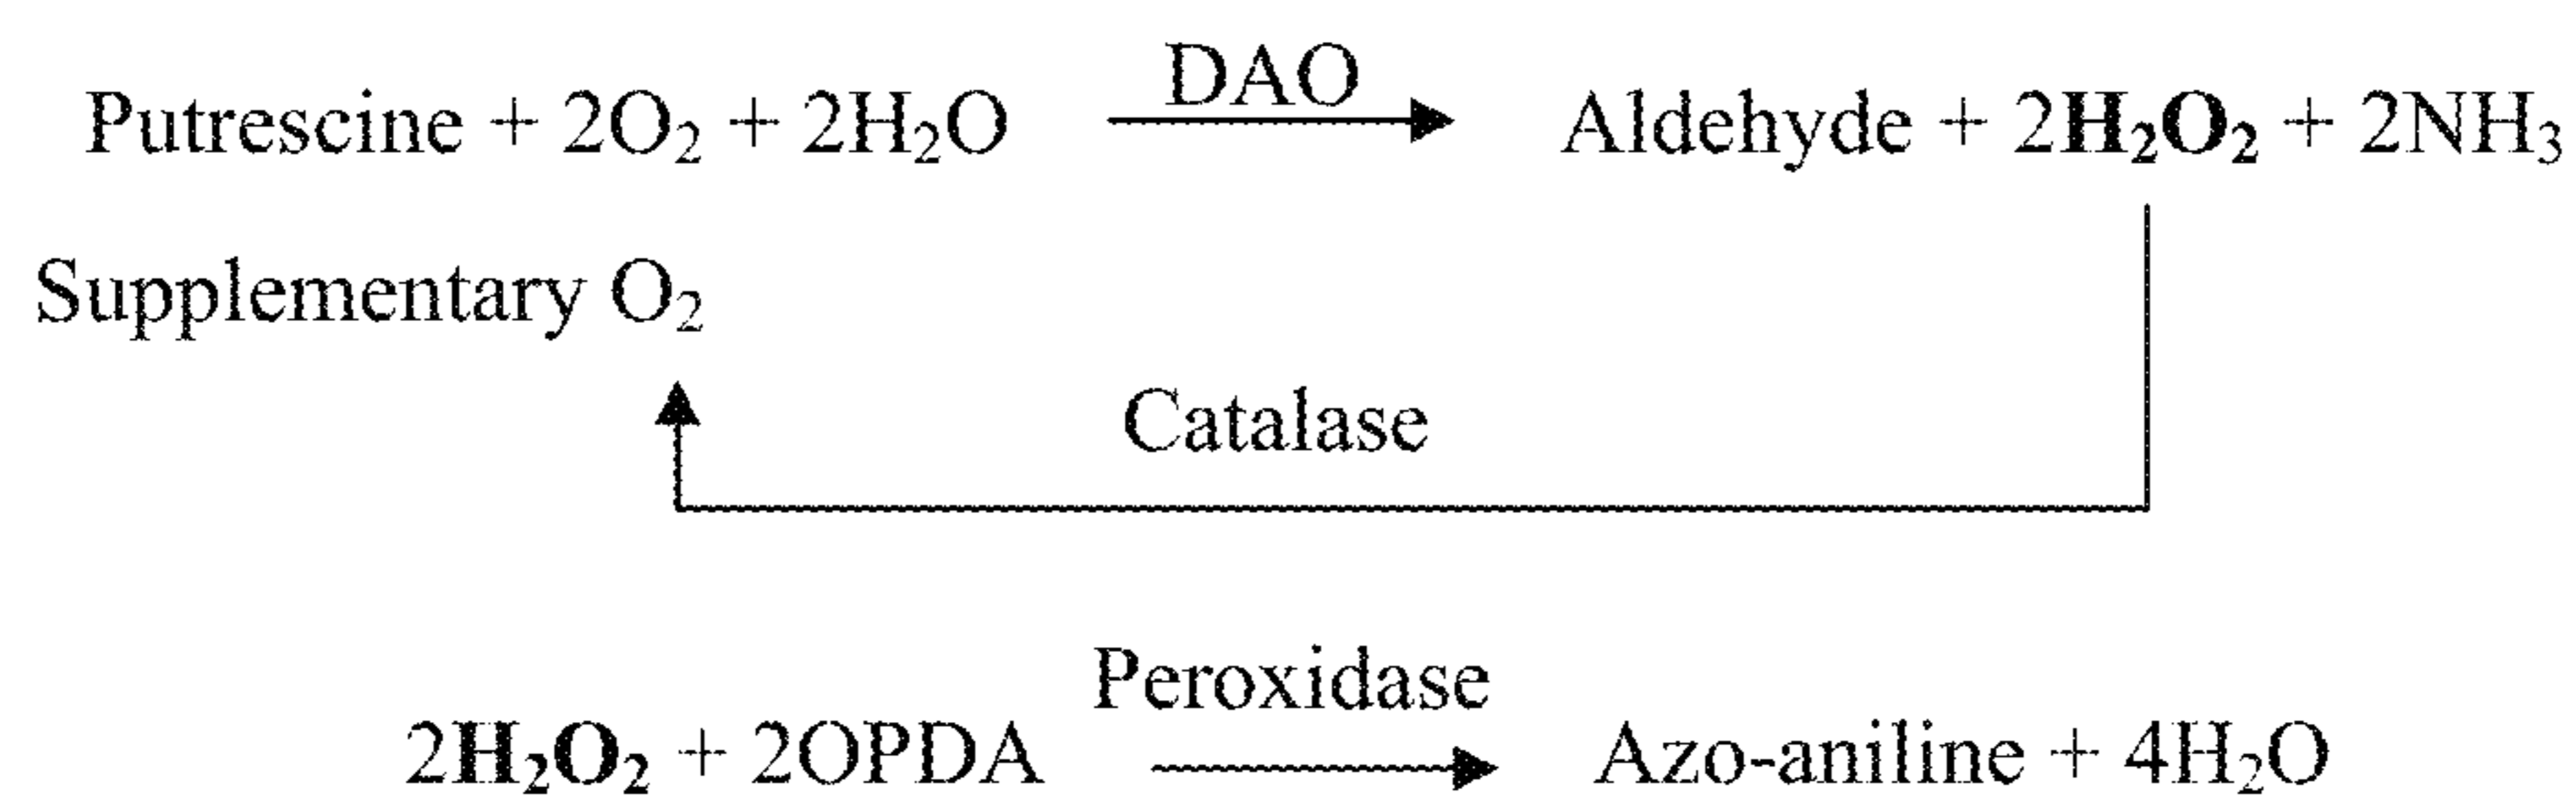 DAO
Putrescine + 2O₂ + 2H₂O Aldehyde + 2H₂O₂ + 2NH₃
Supplementary O₂
Catalase
Peroxidase
2H₂O₂ + 2OPDA Azo-aniline + 4H₂O